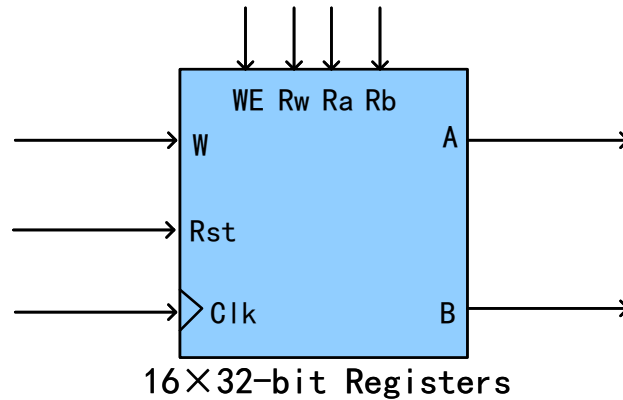 WE Rw Ra Rb
W A
Rst
Clk B
16×32-bit Registers